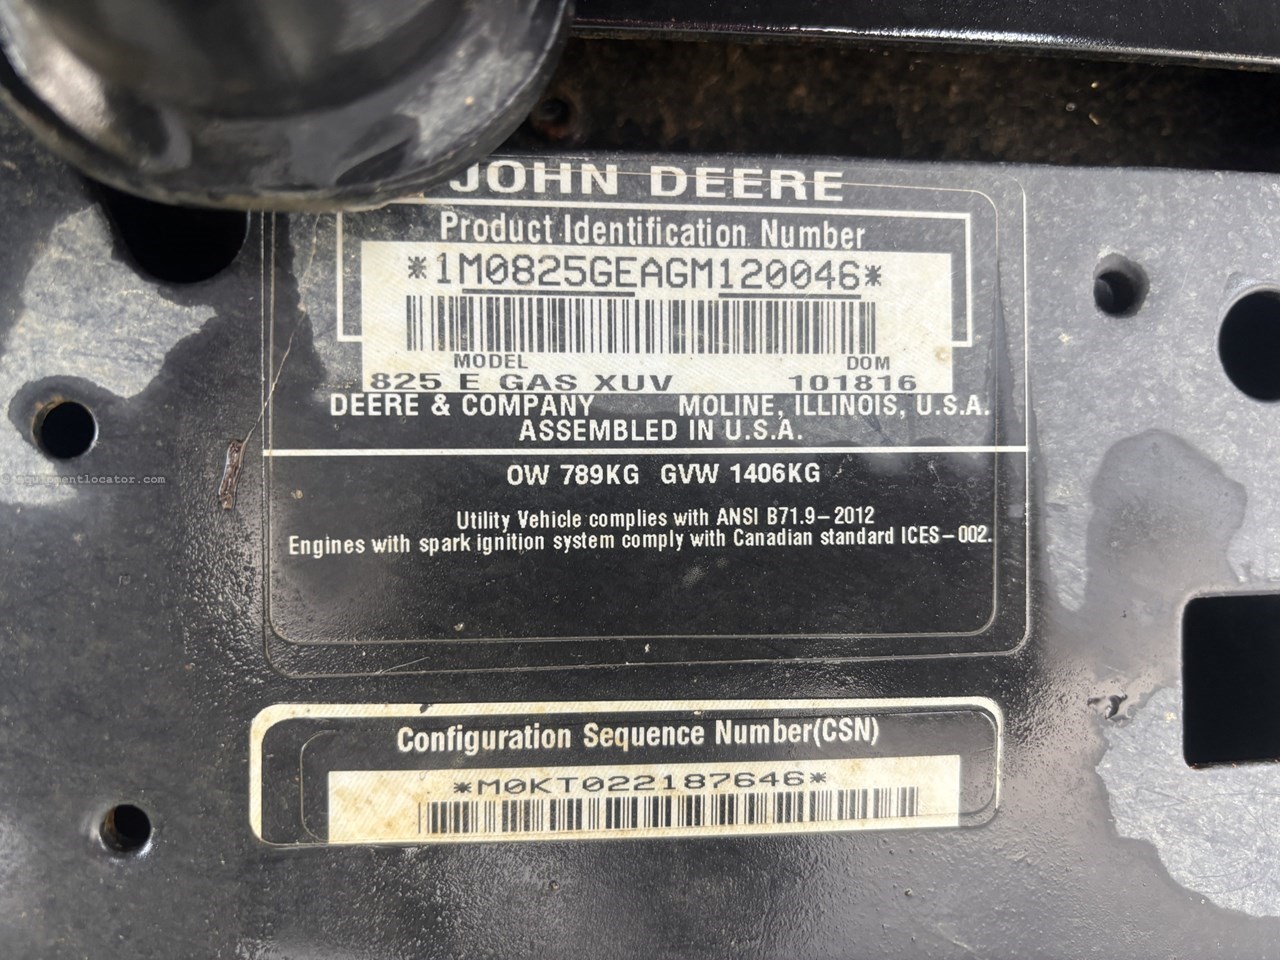 JOHN DEERE
Product Identification Number
*1M0825GEAGM120046*
MODEL DOM
825 E GAS XUV 101816
DEERE & COMPANY MOLINE, ILLINOIS, U.S.A.
ASSEMBLED IN U.S.A.
OW 789KG GVW 1406KG
© equipmentlocator.com
Utility Vehicle complies with ANSI B71.9-2012
Engines with spark ignition system comply with Canadian standard ICES-002.
Configuration Sequence Number(CSN)
*M0KT022187646*